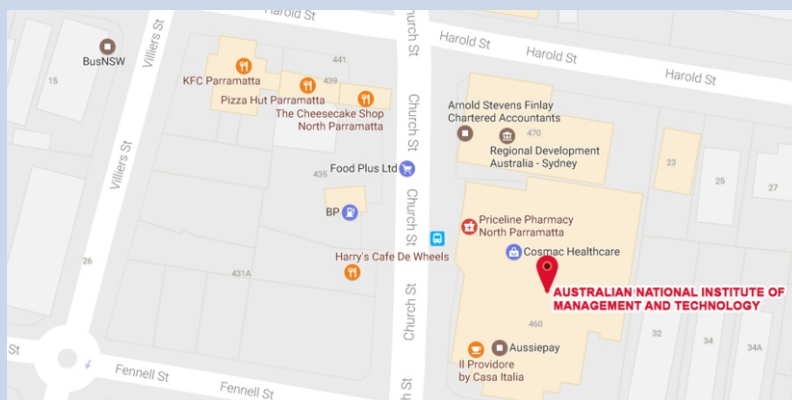 Harold St
Church St
Harold St
Harold St
Harold St
Villiers St
BusNSW
15
441
KFC Parramatta
439
Pizza Hut Parramatta
The Cheesecake Shop
North Parramatta
Church St
Arnold Stevens Finlay
Chartered Accountants
470
Regional Development
Australia - Sydney
23
25
27
Villiers St
Food Plus Ltd
435
BP
Church St
Priceline Pharmacy
North Parramatta
Cosmac Healthcare
Harry's Cafe De Wheels
26
431A
AUSTRALIAN NATIONAL INSTITUTE OF
MANAGEMENT AND TECHNOLOGY
Church St
460
32
34
34A
St
Aussiepay
Il Providore
by Casa Italia
Fennell St
Fennell St
h St